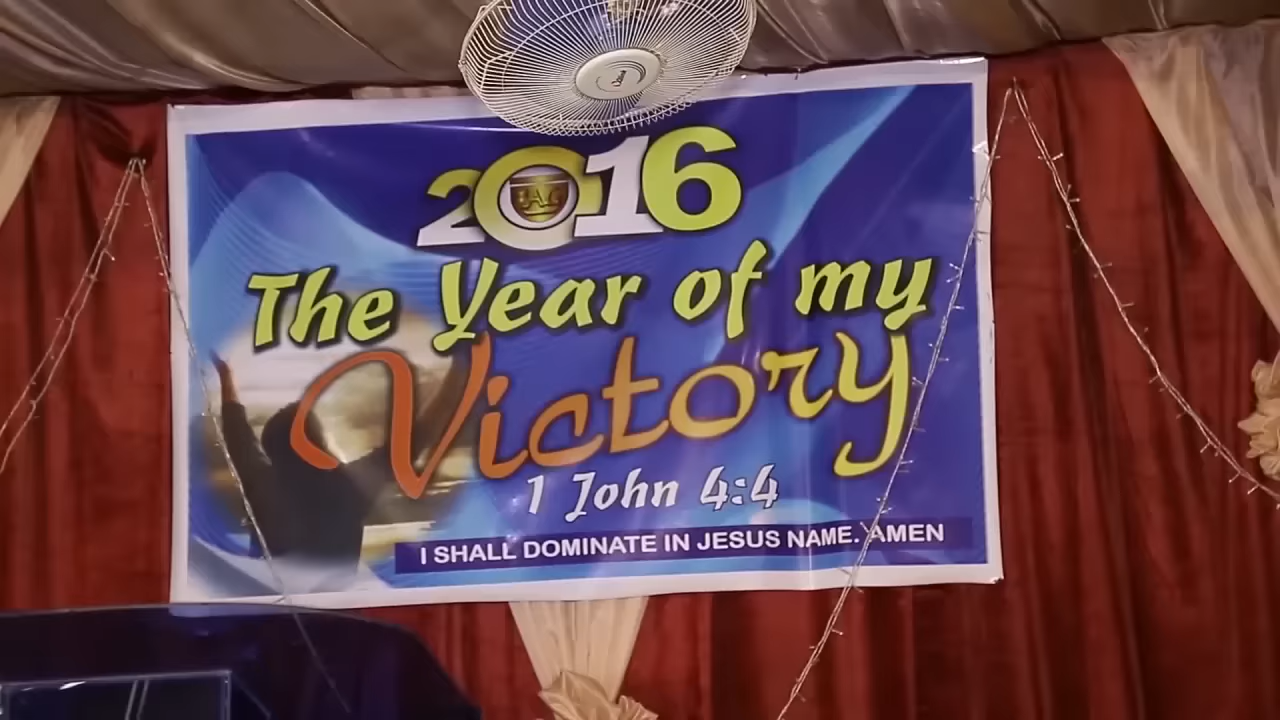 2016
The Year of my
Victory
1 John 4:4
I SHALL DOMINATE IN JESUS NAME. AMEN